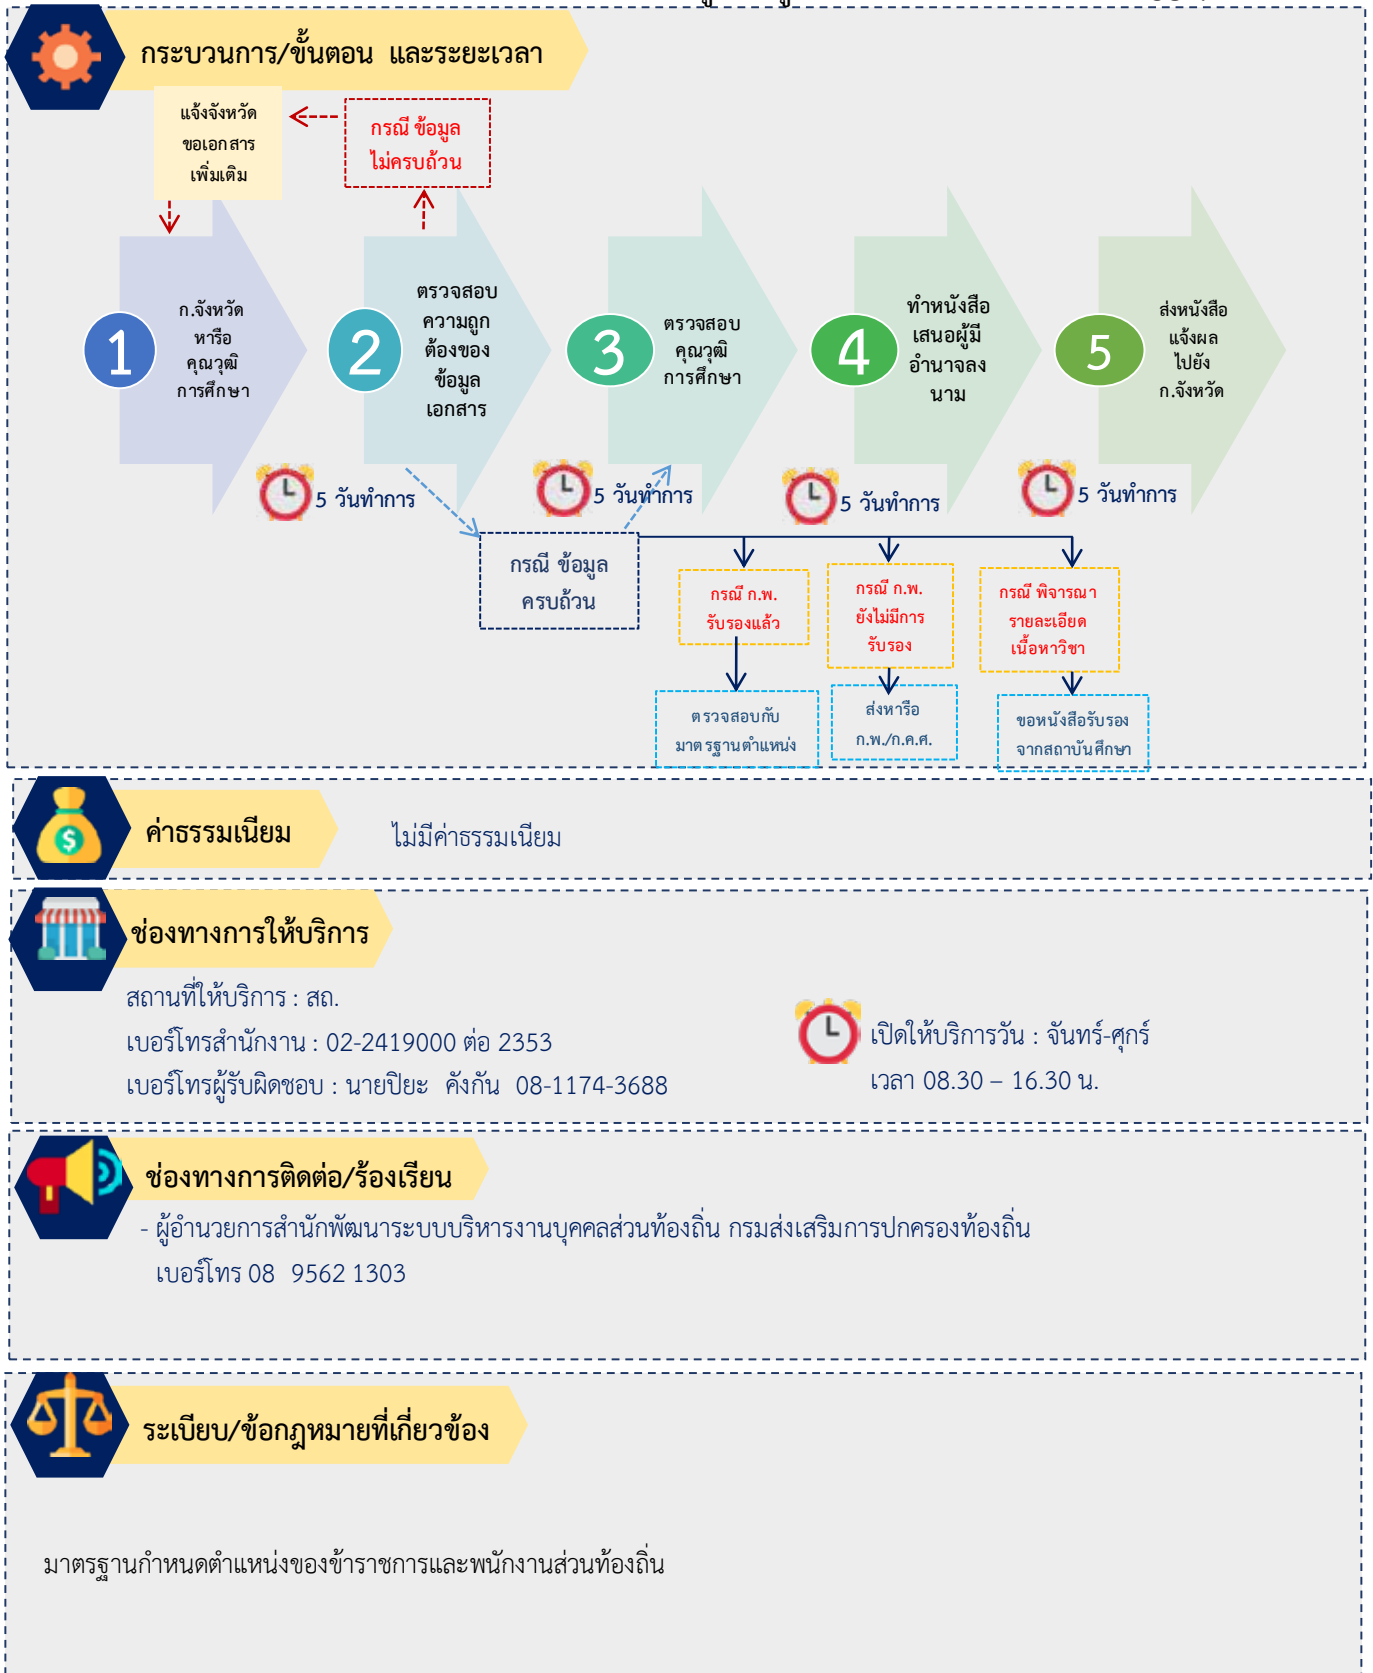 กระบวนการ/ขั้นตอน และระยะเวลา
แจ้งจังหวัด
ขอเอกสาร
เพิ่มเติม
กรณี ข้อมูล
ไม่ครบถ้วน
1
ก.จังหวัด
หารือ
คุณวุฒิ
การศึกษา
2
ตรวจสอบ
ความถูก
ต้องของ
ข้อมูล
เอกสาร
3
ตรวจสอบ
คุณวุฒิ
การศึกษา
4
ทำหนังสือ
เสนอผู้มี
อำนาจลง
นาม
5
ส่งหนังสือ
แจ้งผล
ไปยัง
ก.จังหวัด
5 วันทำการ
5 วันทำการ
5 วันทำการ
5 วันทำการ
กรณี ข้อมูล
ครบถ้วน
กรณี ก.พ.
รับรองแล้ว
กรณี ก.พ.
ยังไม่มีการ
รับรอง
กรณี พิจารณา
รายละเอียด
เนื้อหาวิชา
ตรวจสอบกับ
มาตรฐานตำแหน่ง
ส่งหารือ
ก.พ./ก.ค.ศ.
ขอหนังสือรับรอง
จากสถาบันศึกษา
ค่าธรรมเนียม
ไม่มีค่าธรรมเนียม
ช่องทางการให้บริการ
สถานที่ให้บริการ : สถ.
เบอร์โทรสำนักงาน : 02-2419000 ต่อ 2353
เบอร์โทรผู้รับผิดชอบ : นายปิยะ คังกัน 08-1174-3688
เปิดให้บริการวัน : จันทร์-ศุกร์
เวลา 08.30 – 16.30 น.
ช่องทางการติดต่อ/ร้องเรียน
- ผู้อำนวยการสำนักพัฒนาระบบบริหารงานบุคคลส่วนท้องถิ่น กรมส่งเสริมการปกครองท้องถิ่น
เบอร์โทร 08 9562 1303
ระเบียบ/ข้อกฎหมายที่เกี่ยวข้อง
มาตรฐานกำหนดตำแหน่งของข้าราชการและพนักงานส่วนท้องถิ่น